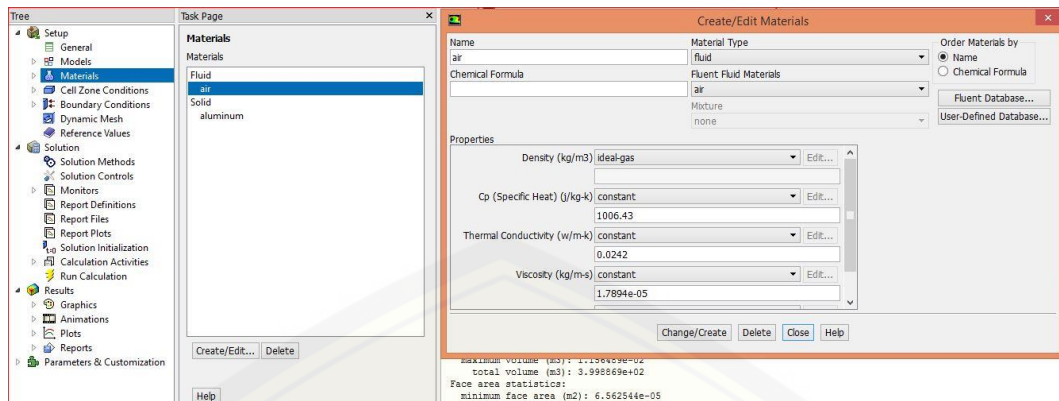 Tree
Setup
General
Models
Materials
Cell Zone Conditions
Boundary Conditions
Dynamic Mesh
Reference Values
Solution
Solution Methods
Solution Controls
Monitors
Report Definitions
Report Files
Report Plots
Solution Initialization
Calculation Activities
Run Calculation
Results
Graphics
Animations
Plots
Reports
Parameters & Customization
Task Page
Materials
Materials
Fluid
air
Solid
aluminum
Create/Edit... Delete
Help
Create/Edit Materials
Name
air
Chemical Formula
Material Type
fluid
Fluent Fluid Materials
air
Mixture
none
Order Materials by
Name
Chemical Formula
Fluent Database...
User-Defined Database...
Properties
Density (kg/m3) ideal-gas Edit...
Cp (Specific Heat) (j/kg-k) constant Edit...
1006.43
Thermal Conductivity (w/m-k) constant Edit...
0.0242
Viscosity (kg/m-s) constant Edit...
1.7894e-05
Change/Create Delete Close Help
maximum volume (m3): 1.156489e-02
total volume (m3): 3.998869e+02
Face area statistics:
minimum face area (m2): 6.562544e-05